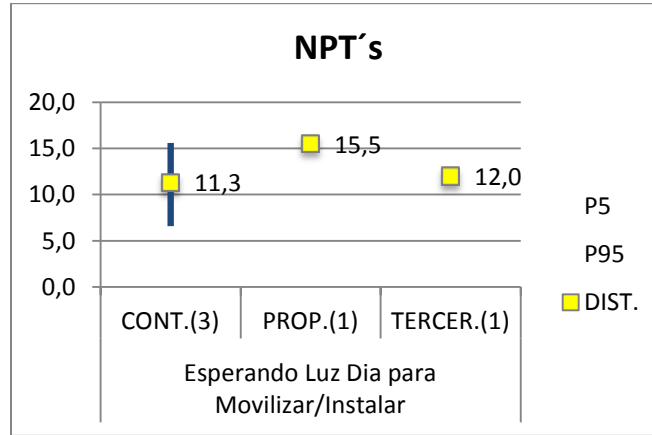 NPT´s
20,0
15,0
10,0
5,0
0,0
11,3
15,5
12,0
P5
P95
DIST.
CONT.(3) PROP.(1) TERCER.(1)
Esperando Luz Dia para
Movilizar/Instalar